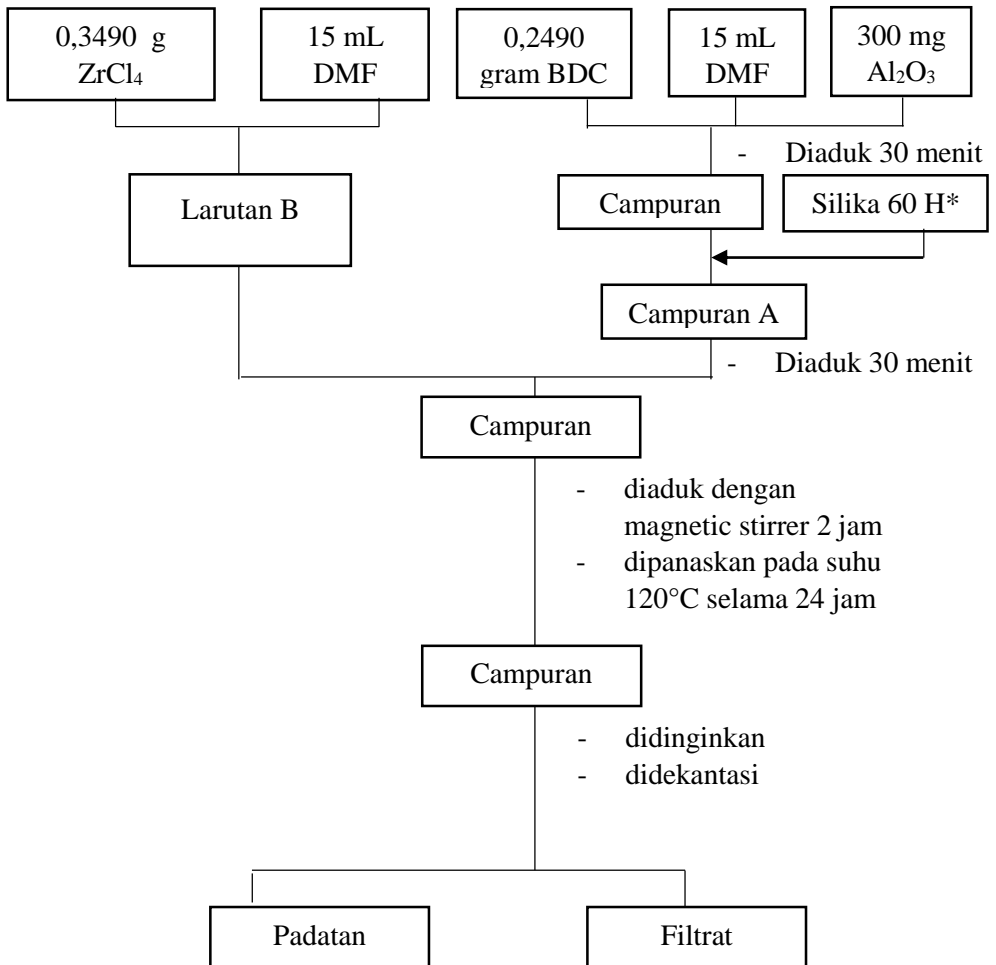 0,3490 g
ZrCl₄
15 mL
DMF
0,2490
gram BDC
15 mL
DMF
300 mg
Al₂O₃
- Diaduk 30 menit
Larutan B
Campuran
Silika 60 H*
Campuran A
- Diaduk 30 menit
Campuran
- diaduk dengan
magnetic stirrer 2 jam
- dipanaskan pada suhu
120°C selama 24 jam
Campuran
- didinginkan
- didekantasi
Padatan
Filtrat